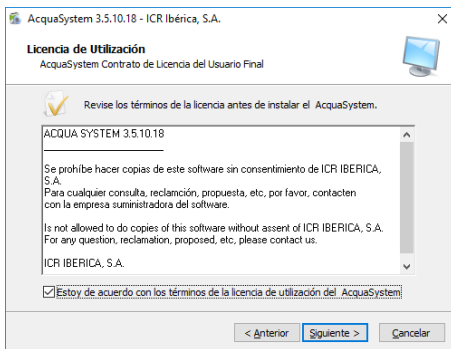 AcquaSystem 3.5.10.18 - ICR Ibérica, S.A.
Licencia de Utilización
AcquaSystem Contrato de Licencia del Usuario Final
Revise los términos de la licencia antes de instalar el AcquaSystem.
ACQUA SYSTEM 3.5.10.18
Se prohíbe hacer copias de este software sin consentimiento de ICR IBERICA,
S.A.
Para cualquier consulta, reclamción, propuesta, etc, por favor, contacten
con la empresa suministradora del software.
Is not allowed to do copies of this software without assent of ICR IBERICA, S.A.
For any question, reclamation, proposed, etc, please contact us.
ICR IBERICA, S.A.
Estoy de acuerdo con los términos de la licencia de utilización del AcquaSystem
< Anterior Siguiente > Cancelar